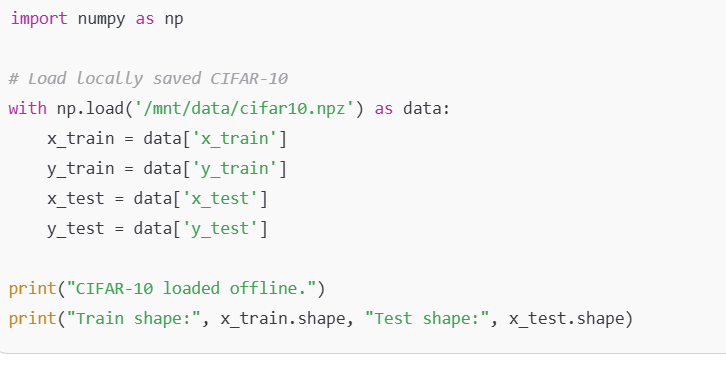 import numpy as np
# Load locally saved CIFAR-10
with np.load('/mnt/data/cifar10.npz') as data:
    x_train = data['x_train']
    y_train = data['y_train']
    x_test = data['x_test']
    y_test = data['y_test']
print("CIFAR-10 loaded offline.")
print("Train shape:", x_train.shape, "Test shape:", x_test.shape)